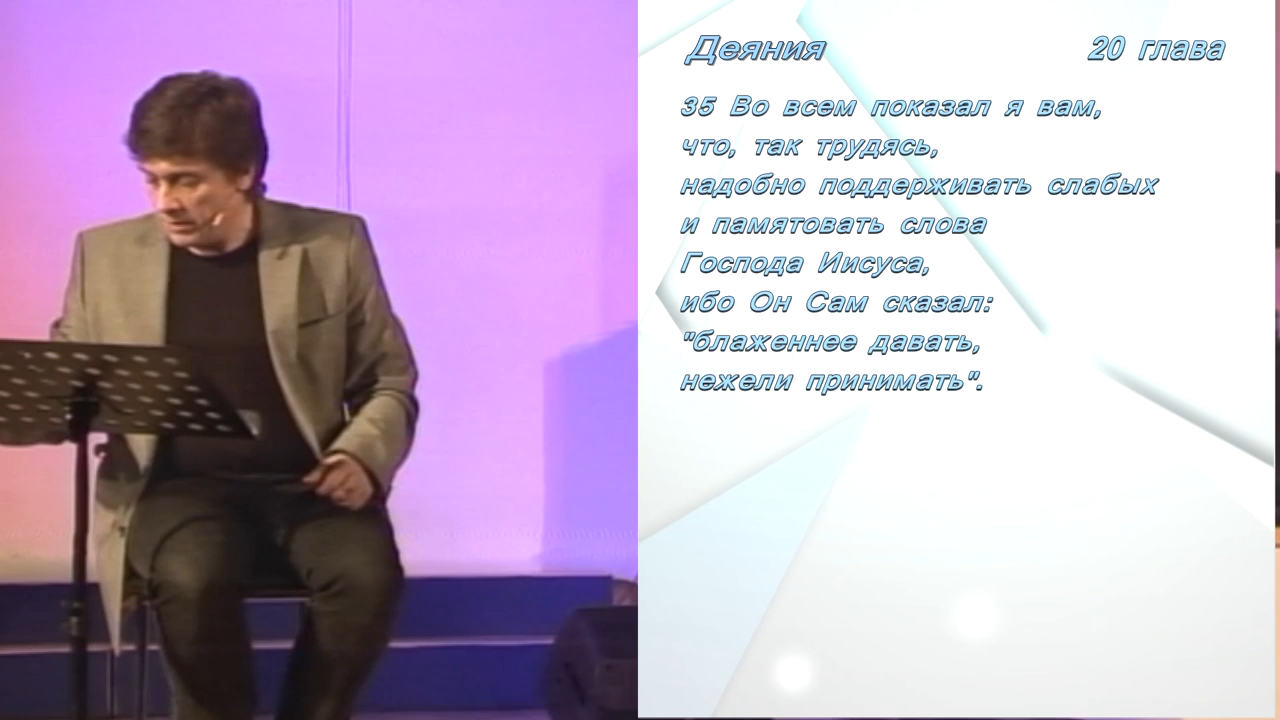 Деяния 20 глава
35 Во всем показал я вам,
что, так трудясь,
надобно поддерживать слабых
и памятовать слова
Господа Иисуса,
ибо Он Сам сказал:
"блаженнее давать,
нежели принимать".